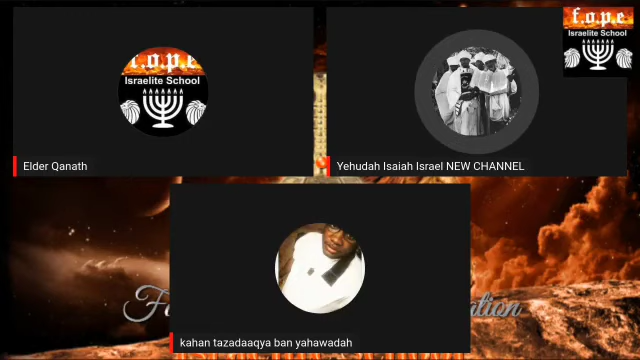 f.o.p.e
Israelite School
f.o.p.e
Israelite School
Elder Qanath
Yehudah Isaiah Israel NEW CHANNEL
kahan tazadaaqya ban yahawadah